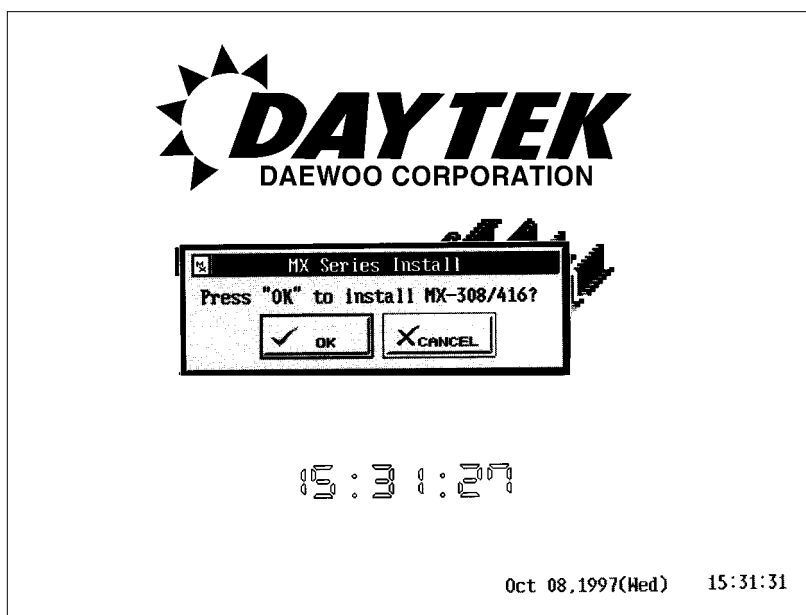 DAYTEK
DAEWOO CORPORATION
MX Series Install
Press "OK" to install MX-308/416?
OK
CANCEL
15:31:27
Oct 08,1997(Wed) 15:31:31